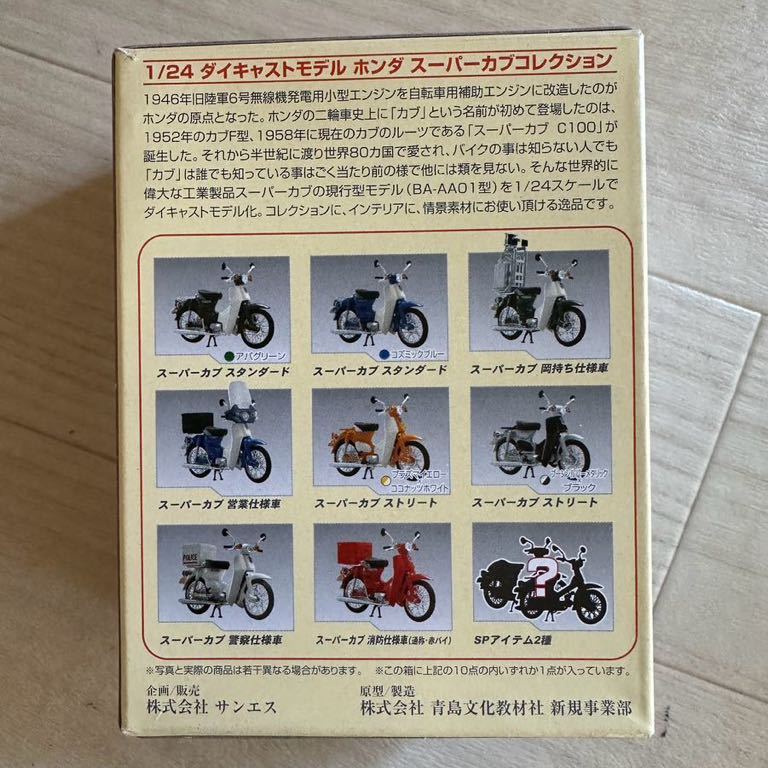 1/24 ダイキャストモデル ホンダ スーパーカブコレクション
1946年旧陸軍6号無線機発電用小型エンジンを自転車用補助エンジンに改造したのが
ホンダの原点となった。ホンダの二輪車史上に「カブ」という名前が初めて登場したのは、
1952年のカブF型、1958年に現在のカブのルーツである「スーパーカブ C100」が
誕生した。それから半世紀に渡り世界80カ国で愛され、バイクの事は知らない人でも
「カブ」は誰でも知っている事はごく当たり前の様で他には類を見ない。そんな世界的に
偉大な工業製品スーパーカブの現行型モデル(BA-AA01型)を1/24スケールで
ダイキャストモデル化。コレクションに、インテリアに、情景素材にお使い頂ける逸品です。
アバグリーン
スーパーカブ スタンダード
コズミックブルー
スーパーカブ スタンダード
スーパーカブ 岡持ち仕様車
スーパーカブ 営業仕様車
プラズマイエロー
ココナッツホワイト
スーパーカブ ストリート
ブラック
スーパーカブ ストリート
POLICE
スーパーカブ 警察仕様車
スーパーカブ 消防仕様車(通称・赤バイ)
?
SPアイテム2種
※写真と実際の商品は若干異なる場合があります。 ※この箱に上記の10点の内いずれか1点が入っています。
企画/販売
株式会社 サンエス
原型/製造
株式会社 青島文化教材社 新規事業部